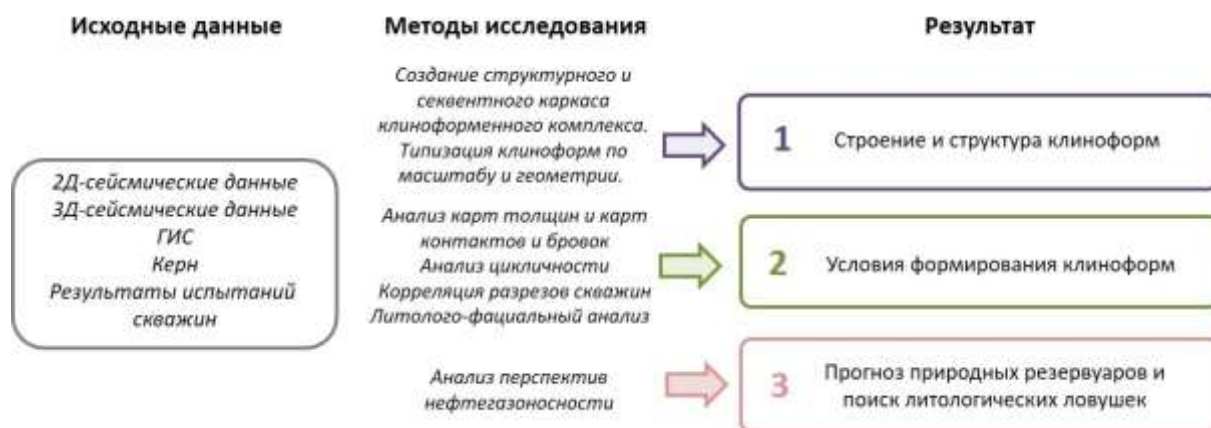 Исходные данные
2Д-сейсмические данные
3Д-сейсмические данные
ГИС
Керн
Результаты испытаний
скважин
Методы исследования
Создание структурного и
секвентного каркаса
клиноформенного комплекса.
Типизация клиноформ по
масштабу и геометрии.
Анализ карт толщин и карт
контактов и бровок
Анализ цикличности
Корреляция разрезов скважин
Литолого-фациальный анализ
Анализ перспектив
нефтегазоносности
Результат
1 Строение и структура клиноформ
2 Условия формирования клиноформ
3 Прогноз природных резервуаров и
поиск литологических ловушек